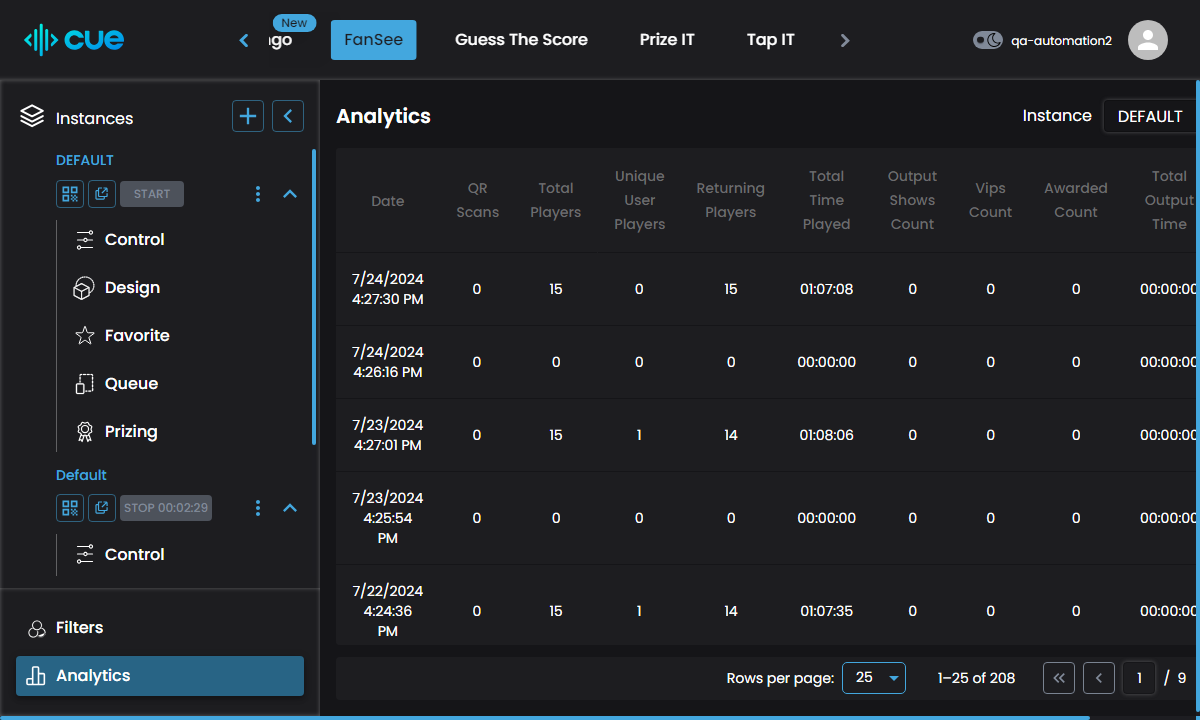 cue
New
FanSee
Guess The Score
Prize IT
Tap IT
qa-automation2
Instances
DEFAULT
START
Control
Design
Favorite
Queue
Prizing
Default
STOP 00:02:29
Control
Filters
Analytics
Analytics
Instance DEFAULT
Date
QR Scans
Total Players
Unique User Players
Returning Players
Total Time Played
Output Shows Count
Vips Count
Awarded Count
Total Output Time
7/24/2024 4:27:30 PM 0 15 0 15 01:07:08 0 0 0 00:00:00
7/24/2024 4:26:16 PM 0 0 0 0 00:00:00 0 0 0 00:00:00
7/23/2024 4:27:01 PM 0 15 1 14 01:08:06 0 0 0 00:00:00
7/23/2024 4:25:54 PM 0 0 0 0 00:00:00 0 0 0 00:00:00
7/22/2024 4:24:36 PM 0 15 1 14 01:07:35 0 0 0 00:00:00
Rows per page: 25 1–25 of 208 1 / 9